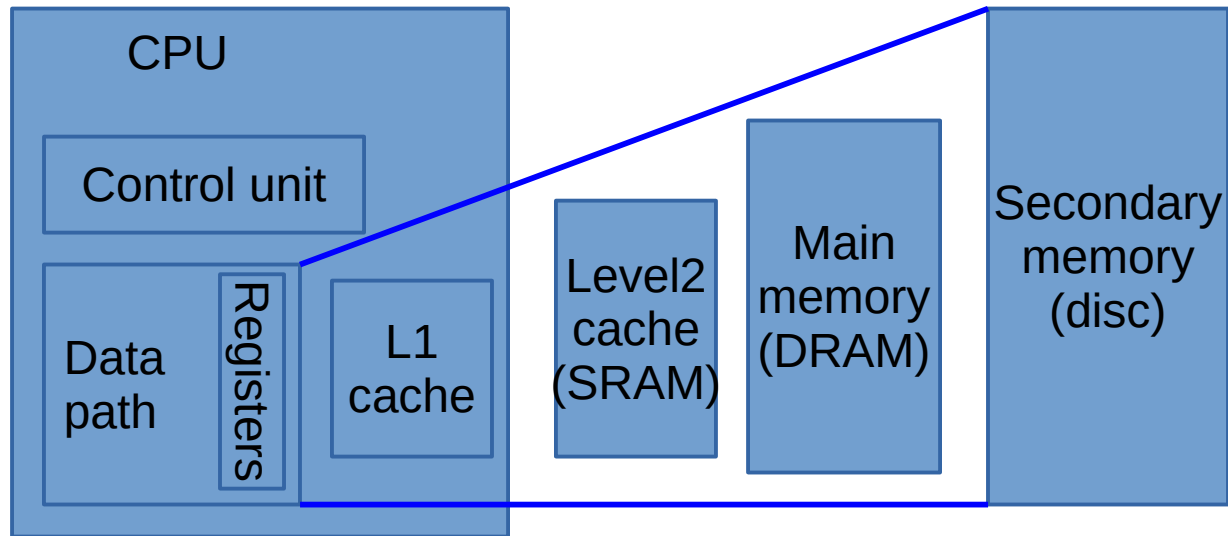 CPU
Control unit
Data
path
Registers
L1
cache
Level2
cache
(SRAM)
Main
memory
(DRAM)
Secondary
memory
(disc)